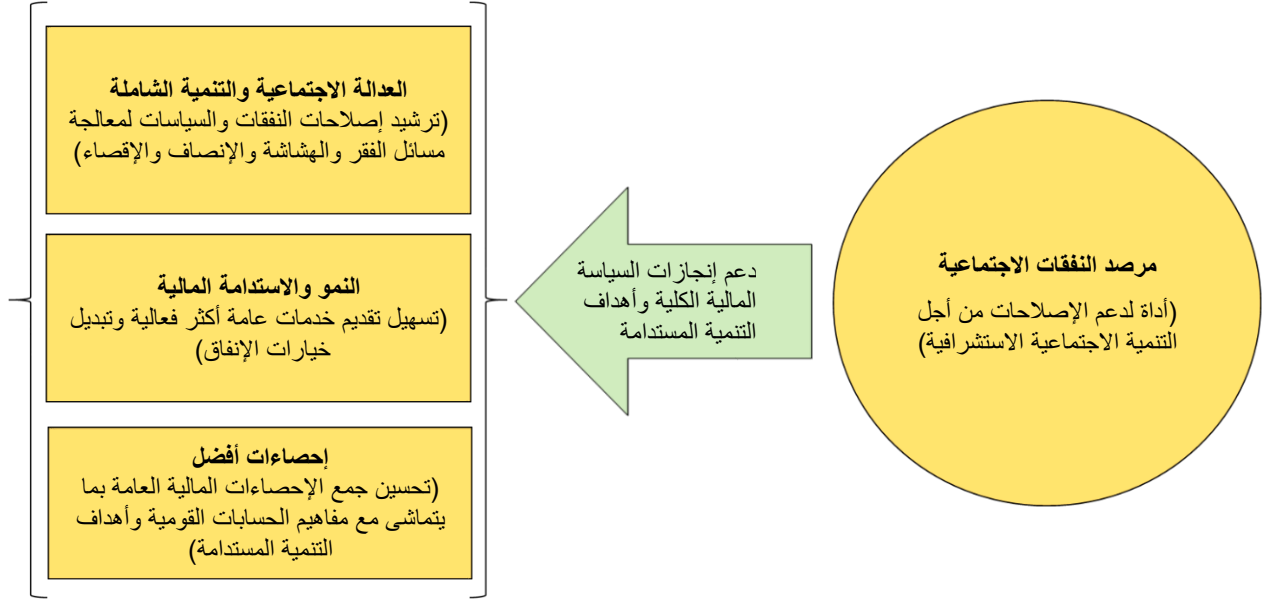 مرصد النفقات الاجتماعية
(أداة لدعم الإصلاحات من أجل
التنمية الاجتماعية الاستشرافية)
دعم إنجازات السياسة
المالية الكلية وأهداف
التنمية المستدامة
العدالة الاجتماعية والتنمية الشاملة
(ترشيد إصلاحات النفقات والسياسات لمعالجة
مسائل الفقر والهشاشة والإنصاف والإقصاء)
النمو والاستدامة المالية
(تسهيل تقديم خدمات عامة أكثر فعالية وتبديل
خيارات الإنفاق)
إحصاءات أفضل
(تحسين جمع الإحصاءات المالية العامة بما
يتماشى مع مفاهيم الحسابات القومية وأهداف
التنمية المستدامة)